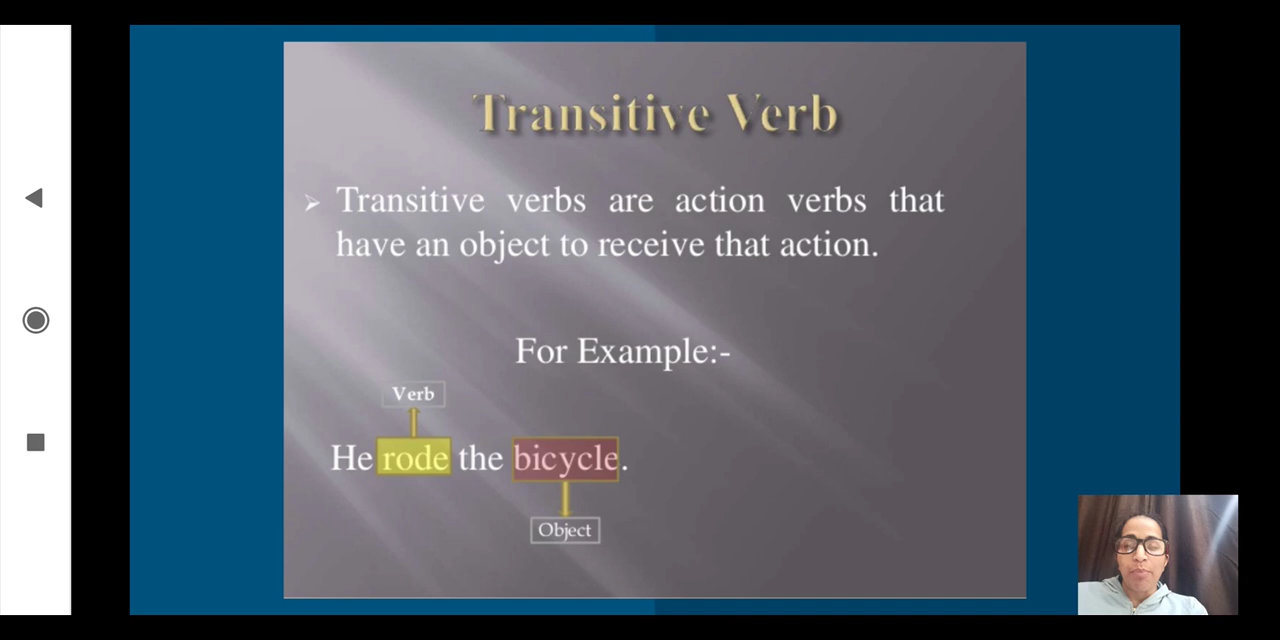 Transitive Verb
➢ Transitive verbs are action verbs that
have an object to receive that action.
For Example:-
Verb
He rode the bicycle.
Object